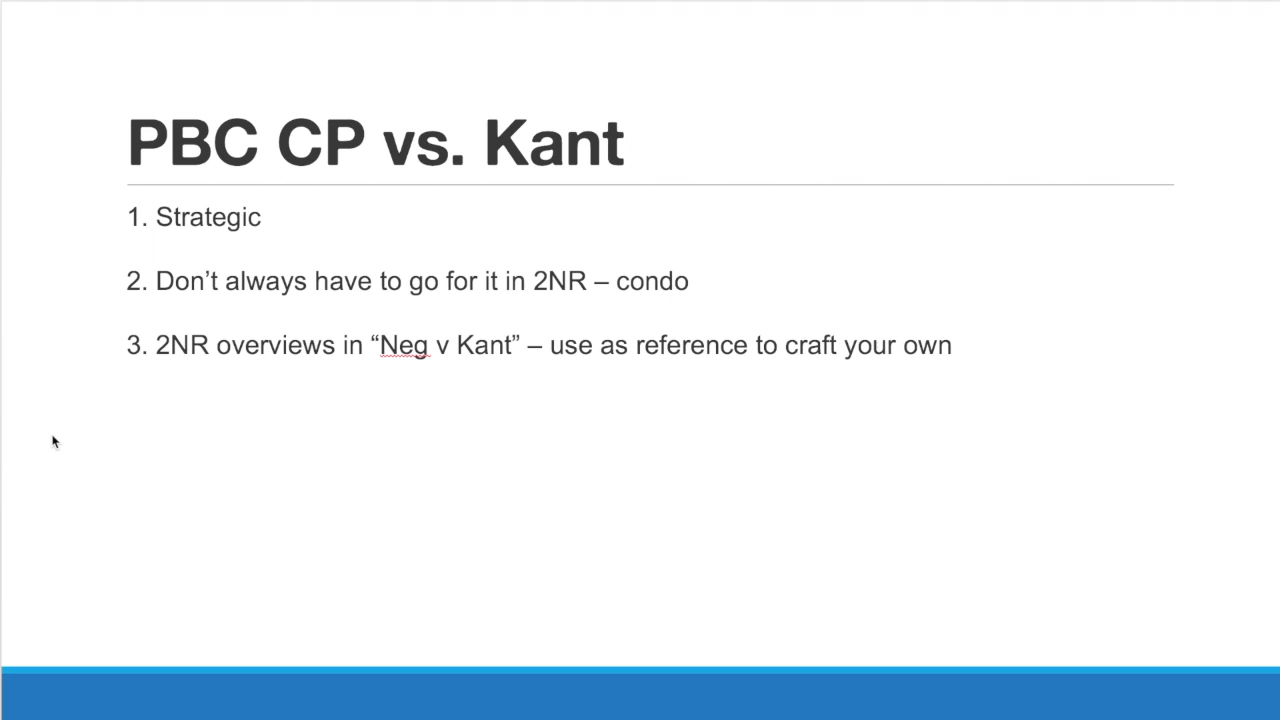 PBC CP vs. Kant
1. Strategic
2. Don’t always have to go for it in 2NR – condo
3. 2NR overviews in “Neg v Kant” – use as reference to craft your own